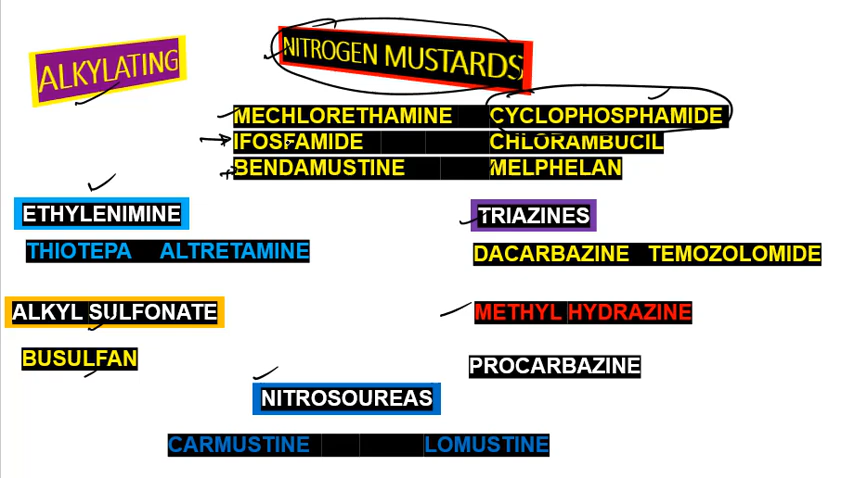 ALKYLATING
NITROGEN MUSTARDS
MECHLORETHAMINE CYCLOPHOSPHAMIDE
IFOSFAMIDE CHLORAMBUCIL
BENDAMUSTINE MELPHELAN
ETHYLENIMINE TRIAZINES
THIOTEPA ALTRETAMINE DACARBAZINE TEMOZOLOMIDE
ALKYL SULFONATE METHYL HYDRAZINE
BUSULFAN PROCARBAZINE
NITROSOUREAS
CARMUSTINE LOMUSTINE